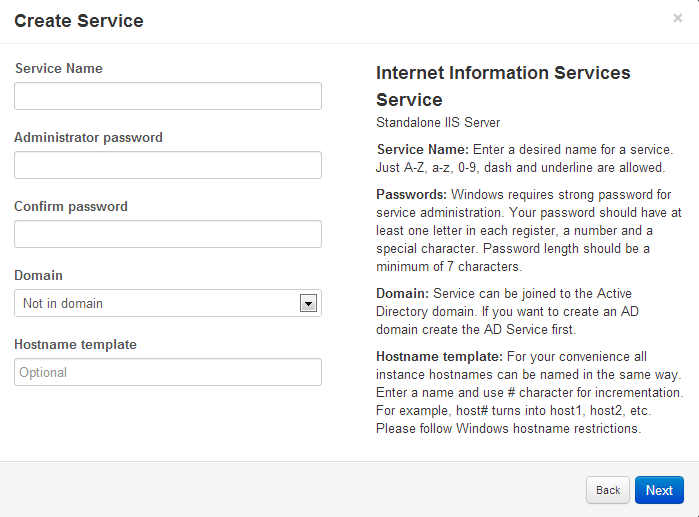 Create Service
×
Service Name
Administrator password
Confirm password
Domain
Not in domain
Hostname template
Optional
Internet Information Services
Service
Standalone IIS Server
Service Name: Enter a desired name for a service.
Just A-Z, a-z, 0-9, dash and underline are allowed.
Passwords: Windows requires strong password for
service administration. Your password should have at
least one letter in each register, a number and a
special character. Password length should be a
minimum of 7 characters.
Domain: Service can be joined to the Active
Directory domain. If you want to create an AD
domain create the AD Service first.
Hostname template: For your convenience all
instance hostnames can be named in the same way.
Enter a name and use # character for incrementation.
For example, host# turns into host1, host2, etc.
Please follow Windows hostname restrictions.
Back
Next